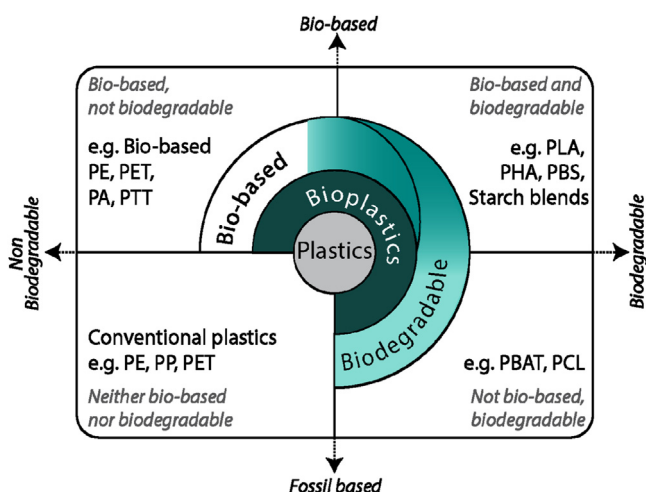 Bio-based
Bio-based,
not biodegradable
e.g. Bio-based
PE, PET,
PA, PTT
Bio-based and
biodegradable
e.g. PLA,
PHA, PBS,
Starch blends
Bio-based
Bioplastics
Plastics
Biodegradable
Non
Biodegradable
Biodegradable
Conventional plastics
e.g. PE, PP, PET
Neither bio-based
nor biodegradable
e.g. PBAT, PCL
Not bio-based,
biodegradable
Fossil based